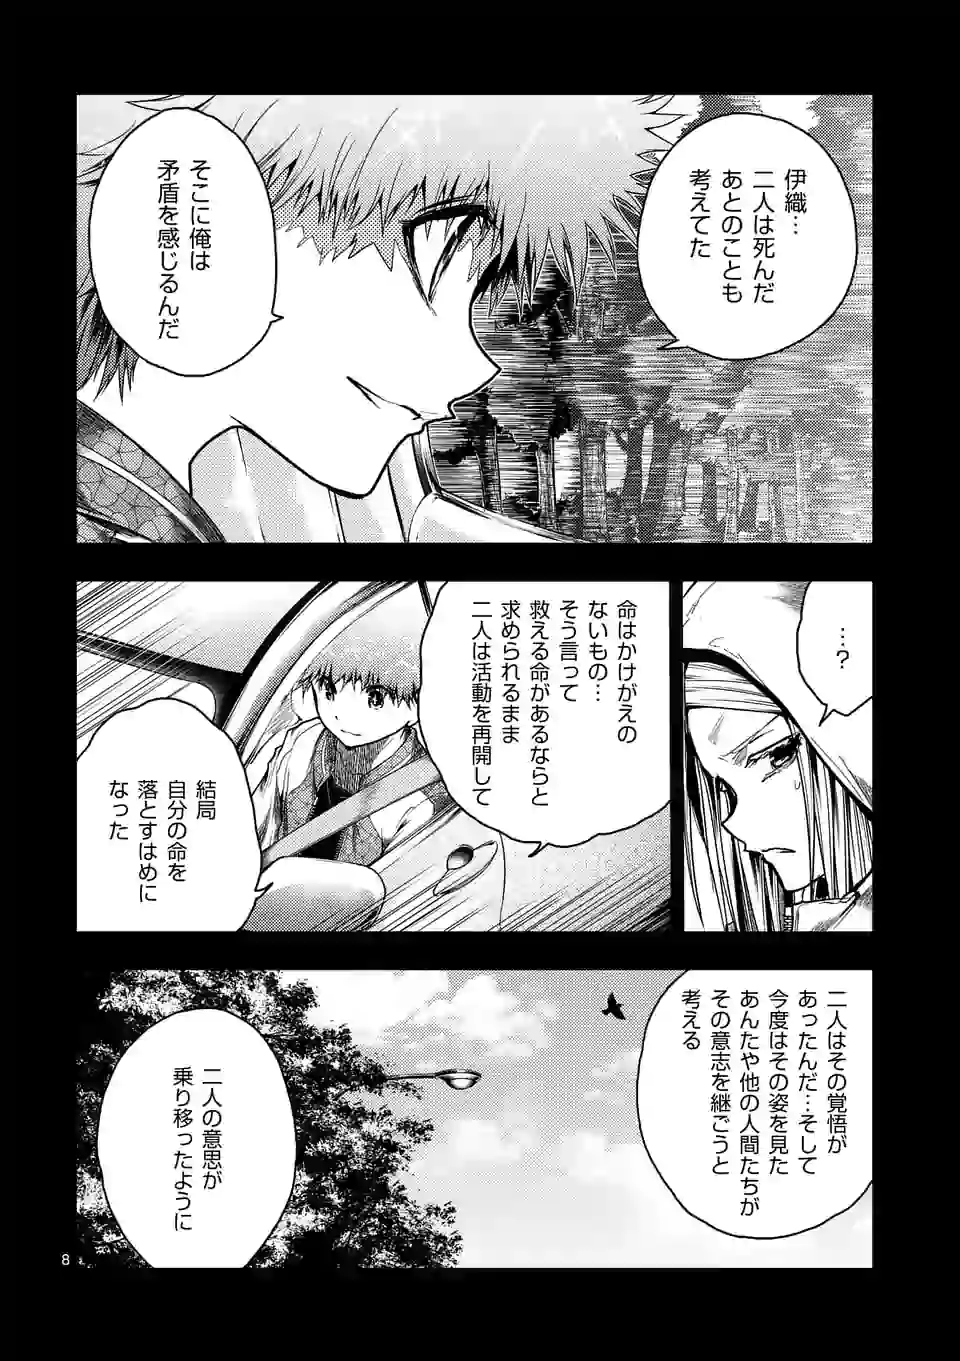 伊織…
二人は死んだ
あとのことも
考えてた
そこに俺は
矛盾を感じるんだ
…?
命はかけがえの
ないもの…
そう言って
救える命があるならと
求められるまま
二人は活動を再開して
結局
自分の命を
落とすはめに
なった
二人はその覚悟が
あったんだ…そして
今度はその姿を見た
あんたや他の人間たちが
その意志を継ごうと
考える
二人の意思が
乗り移ったように
8